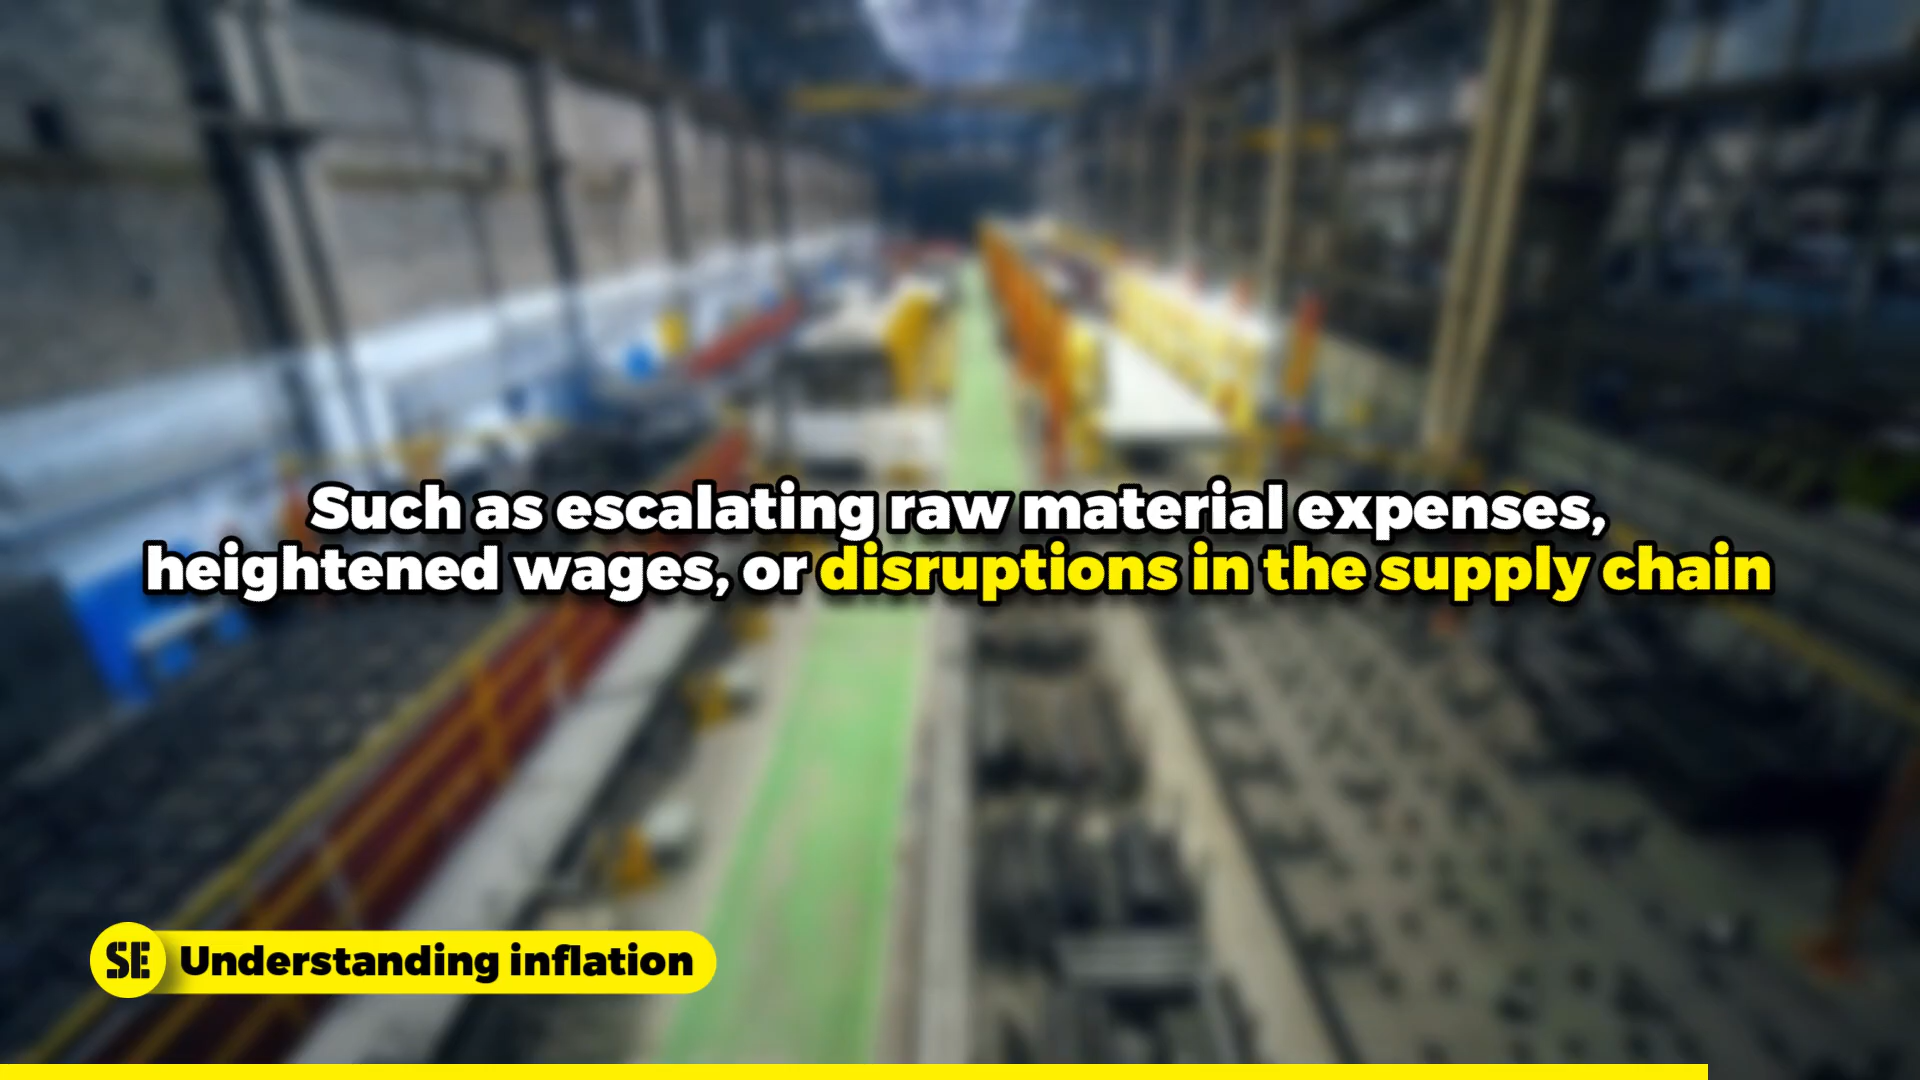 Such as escalating raw material expenses,
heightened wages, or disruptions in the supply chain
SE Understanding inflation